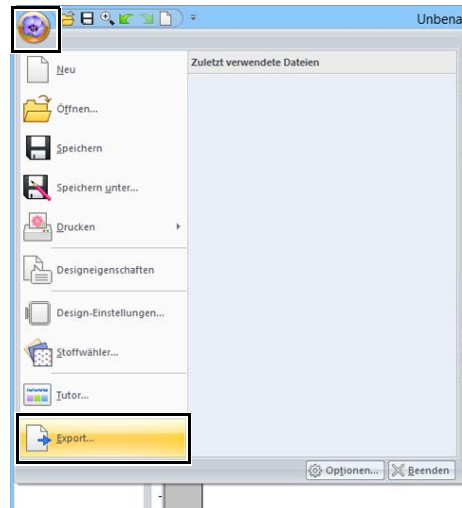 Unbena
Neu
Zuletzt verwendete Dateien
Öffnen...
Speichern
Speichern unter...
Drucken
Designeigenschaften
Design-Einstellungen...
Stoffwähler...
Tutor...
Export...
Optionen... Beenden